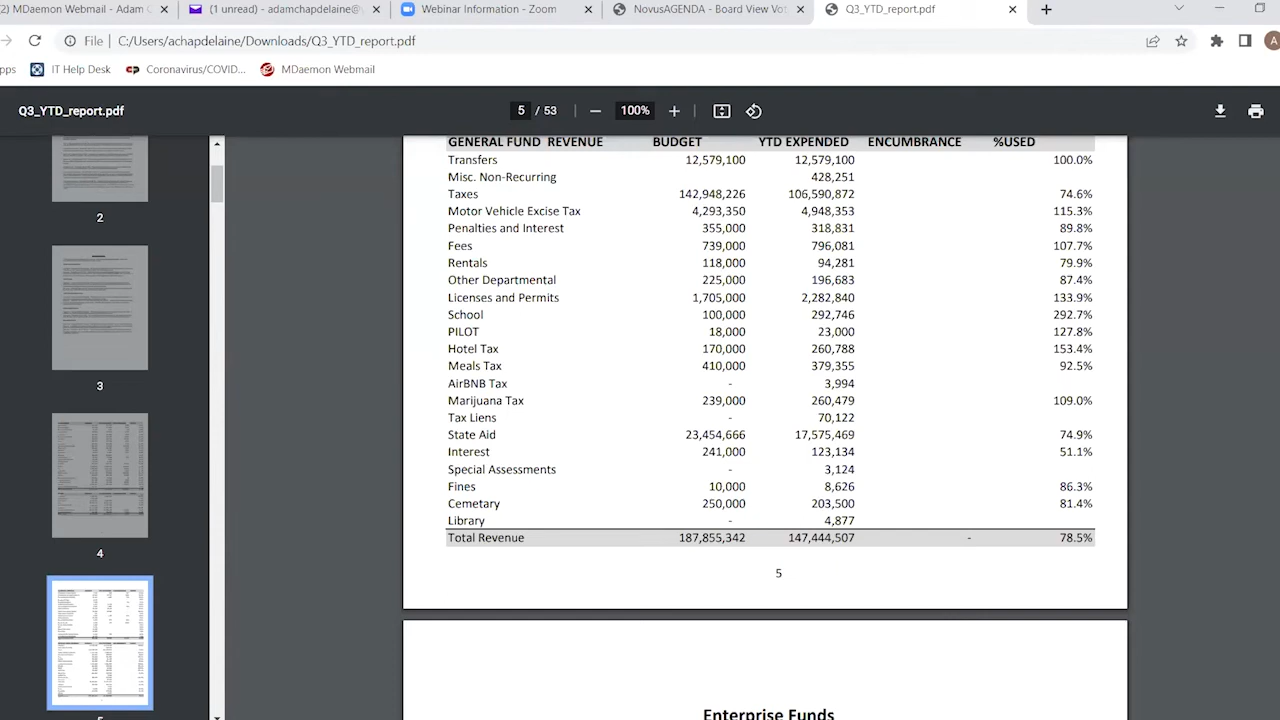 2) MDaemon Webmail - Adam C
(1 unread) - adamchapdelaine@
Webinar Information - Zoom
NovusAGENDA - Board View Vot
Q3_YTD_report.pdf
File | C:/Users/achapdelaine/Downloads/Q3_YTD_report.pdf
A
pps
IT Help Desk
Coronavirus/COVID...
MDaemon Webmail
Q3_YTD_report.pdf
5 / 53
100%
GENERAL FUND REVENUE BUDGET YTD EXPENDED ENCUMBRANCE %USED
Transfers 12,579,100 12,579,100 100.0%
Misc. Non-Recurring 428,251
Taxes 142,948,226 106,590,872 74.6%
Motor Vehicle Excise Tax 4,293,350 4,948,353 115.3%
Penalties and Interest 355,000 318,831 89.8%
Fees 739,000 796,081 107.7%
Rentals 118,000 94,281 79.9%
Other Departmental 225,000 196,683 87.4%
Licenses and Permits 1,705,000 2,282,840 133.9%
School 100,000 292,746 292.7%
PILOT 18,000 23,000 127.8%
Hotel Tax 170,000 260,788 153.4%
Meals Tax 410,000 379,355 92.5%
AirBNB Tax - 3,994
Marijuana Tax 239,000 260,479 109.0%
Tax Liens - 70,122
State Aid 23,454,666 17,575,469 74.9%
Interest 241,000 123,136 51.1%
Special Assessments - 3,124
Fines 10,000 8,626 86.3%
Cemetary 250,000 203,500 81.4%
Library - 4,877
Total Revenue 187,855,342 147,444,507 - 78.5%
5
Enterprise Funds
2
3
4